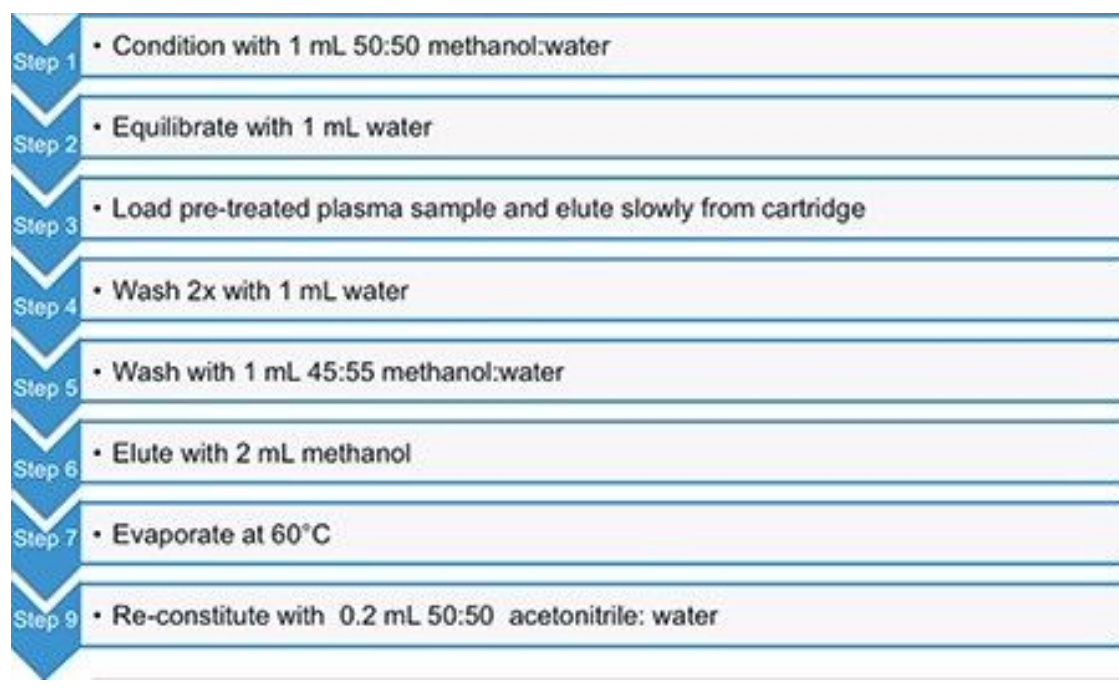 Step 1 • Condition with 1 mL 50:50 methanol:water
Step 2 • Equilibrate with 1 mL water
Step 3 • Load pre-treated plasma sample and elute slowly from cartridge
Step 4 • Wash 2x with 1 mL water
Step 5 • Wash with 1 mL 45:55 methanol:water
Step 6 • Elute with 2 mL methanol
Step 7 • Evaporate at 60°C
Step 9 • Re-constitute with 0.2 mL 50:50 acetonitrile: water